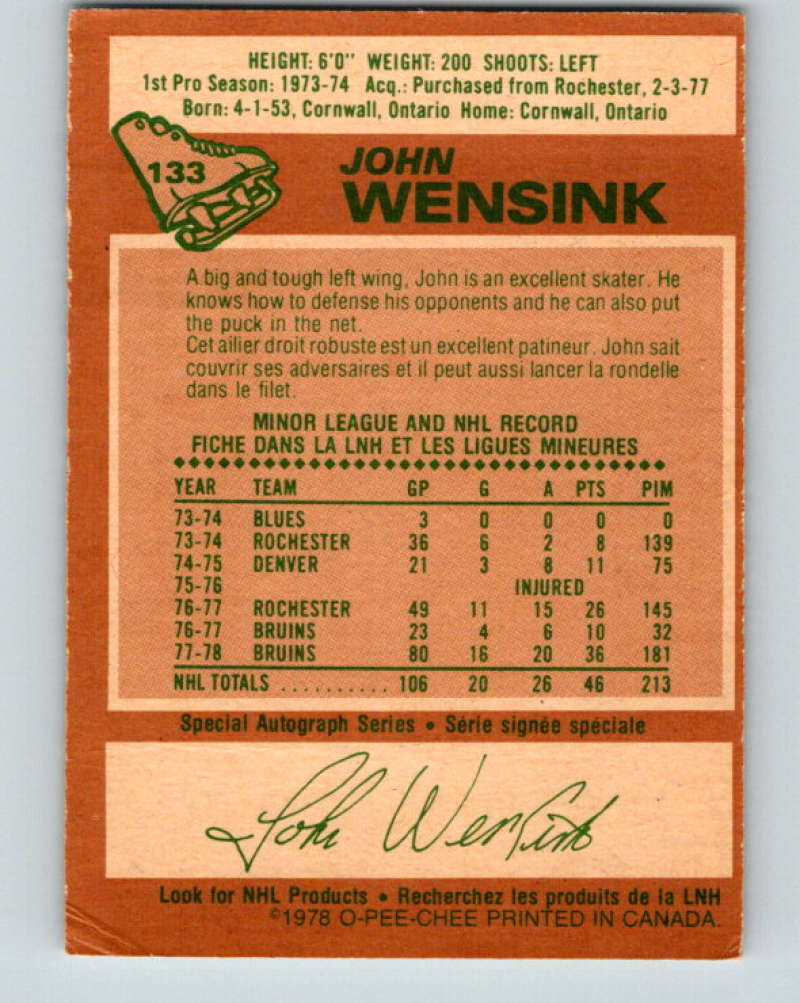 HEIGHT: 6'0" WEIGHT: 200 SHOOTS: LEFT
1st Pro Season: 1973-74 Acq.: Purchased from Rochester, 2-3-77
Born: 4-1-53, Cornwall, Ontario Home: Cornwall, Ontario
133
JOHN
WENSINK
A big and tough left wing, John is an excellent skater. He
knows how to defense his opponents and he can also put
the puck in the net.
Cet ailier droit robuste est un excellent patineur. John sait
couvrir ses adversaires et il peut aussi lancer la rondelle
dans le filet.
MINOR LEAGUE AND NHL RECORD
FICHE DANS LA LNH ET LES LIGUES MINEURES
YEAR TEAM GP G A PTS PIM
73-74 BLUES 3 0 0 0 0
73-74 ROCHESTER 36 6 2 8 139
74-75 DENVER 21 3 8 11 75
75-76 INJURED
76-77 ROCHESTER 49 11 15 26 145
76-77 BRUINS 23 4 6 10 32
77-78 BRUINS 80 16 20 36 181
NHL TOTALS .......... 106 20 26 46 213
Special Autograph Series • Série signée spéciale
John Wensink
Look for NHL Products • Recherchez les produits de la LNH
©1978 O-PEE-CHEE PRINTED IN CANADA.